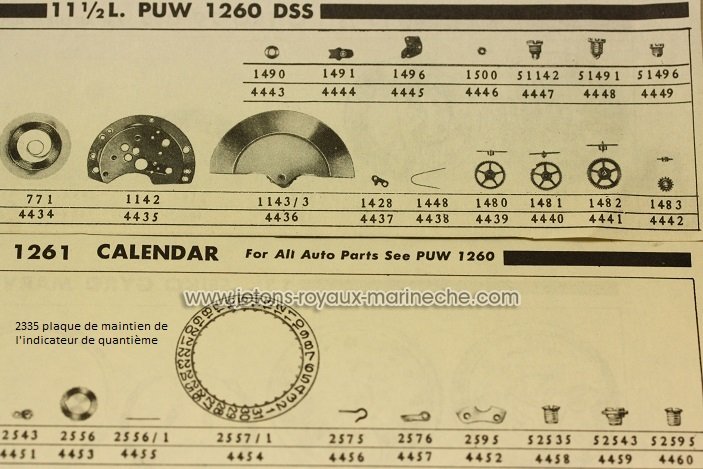 11 ½ L. PUW 1260 DSS
1490 1491 1496 1500 51142 51491 51496
4443 4444 4445 4446 4447 4448 4449
771 1142 1143/3 1428 1448 1480 1481 1482 1483
4434 4435 4436 4437 4438 4439 4440 4441 4442
1261 CALENDAR For All Auto Parts See PUW 1260
www.jetons-royaux-marineche.com
2335 plaque de maintien de
l'indicateur de quantième
2543 2556 2556/1 2557/1 2575 2576 2595 52535 52543 52595
4451 4453 4455 4454 4456 4457 4452 4458 4459 4460